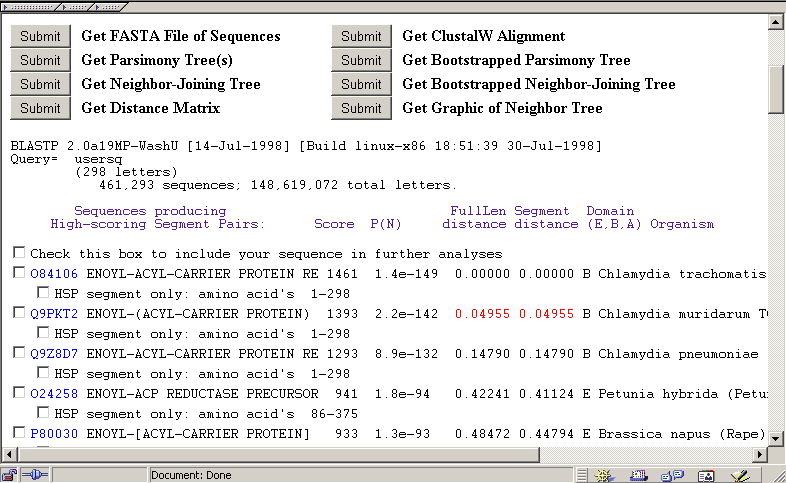 Submit Get FASTA File of Sequences Submit Get ClustalW Alignment
Submit Get Parsimony Tree(s) Submit Get Bootstrapped Parsimony Tree
Submit Get Neighbor-Joining Tree Submit Get Bootstrapped Neighbor-Joining Tree
Submit Get Distance Matrix Submit Get Graphic of Neighbor Tree
BLASTP 2.0a19MP-WashU [14-Jul-1998] [Build linux-x86 18:51:39 30-Jul-1998]
Query= usersq
(298 letters)
461,293 sequences; 148,619,072 total letters.
Sequences producing FullLen Segment Domain
High-scoring Segment Pairs: Score P(N) distance distance (E,B,A) Organism
Check this box to include your sequence in further analyses
O84106 ENOYL-ACYL-CARRIER PROTEIN RE 1461 1.4e-149 0.00000 0.00000 B Chlamydia trachomatis
HSP segment only: amino acid's 1-298
Q9PKT2 ENOYL-(ACYL-CARRIER PROTEIN) 1393 2.2e-142 0.04955 0.04955 B Chlamydia muridarum
HSP segment only: amino acid's 1-298
Q9Z8D7 ENOYL-ACYL-CARRIER PROTEIN RE 1293 8.9e-132 0.14790 0.14790 B Chlamydia pneumoniae
HSP segment only: amino acid's 1-298
O24258 ENOYL-ACP REDUCTASE PRECURSOR 941 1.8e-94 0.42241 0.41124 E Petunia hybrida (Petu
HSP segment only: amino acid's 86-375
P80030 ENOYL-[ACYL-CARRIER PROTEIN] 933 1.3e-93 0.48472 0.44794 E Brassica napus (Rape)
Document: Done